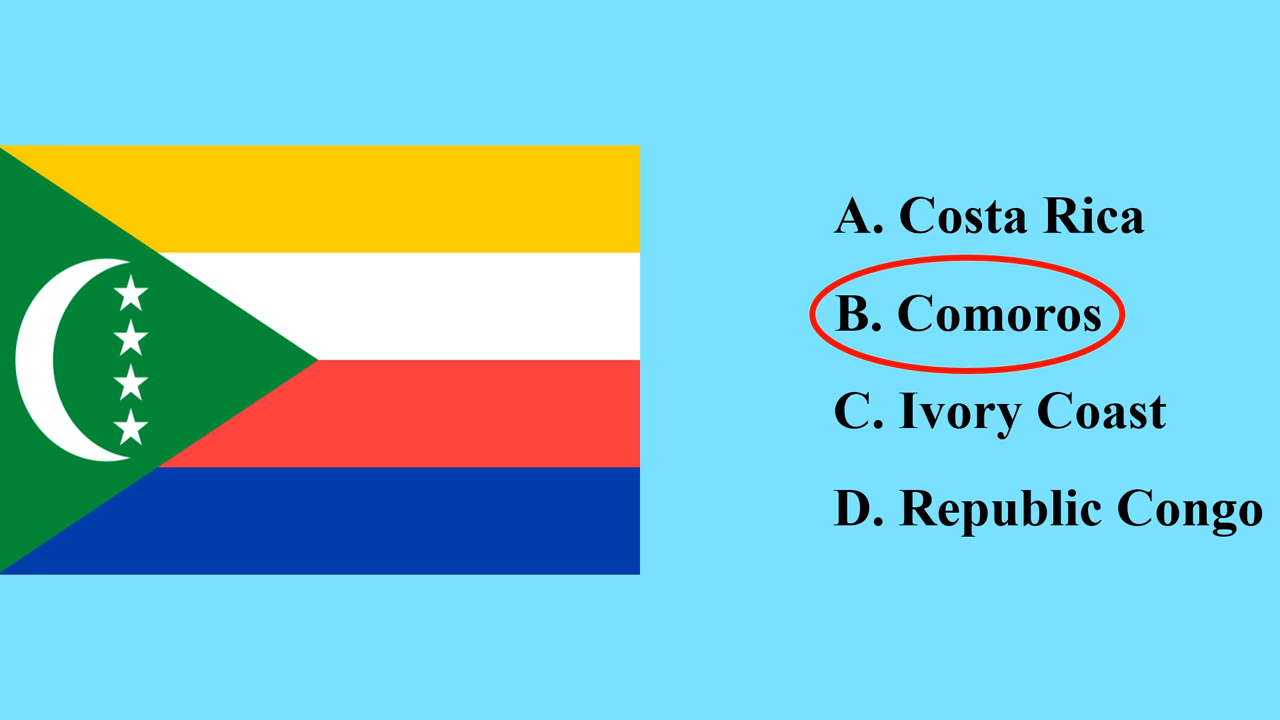 A. Costa Rica
B. Comoros
C. Ivory Coast
D. Republic Congo